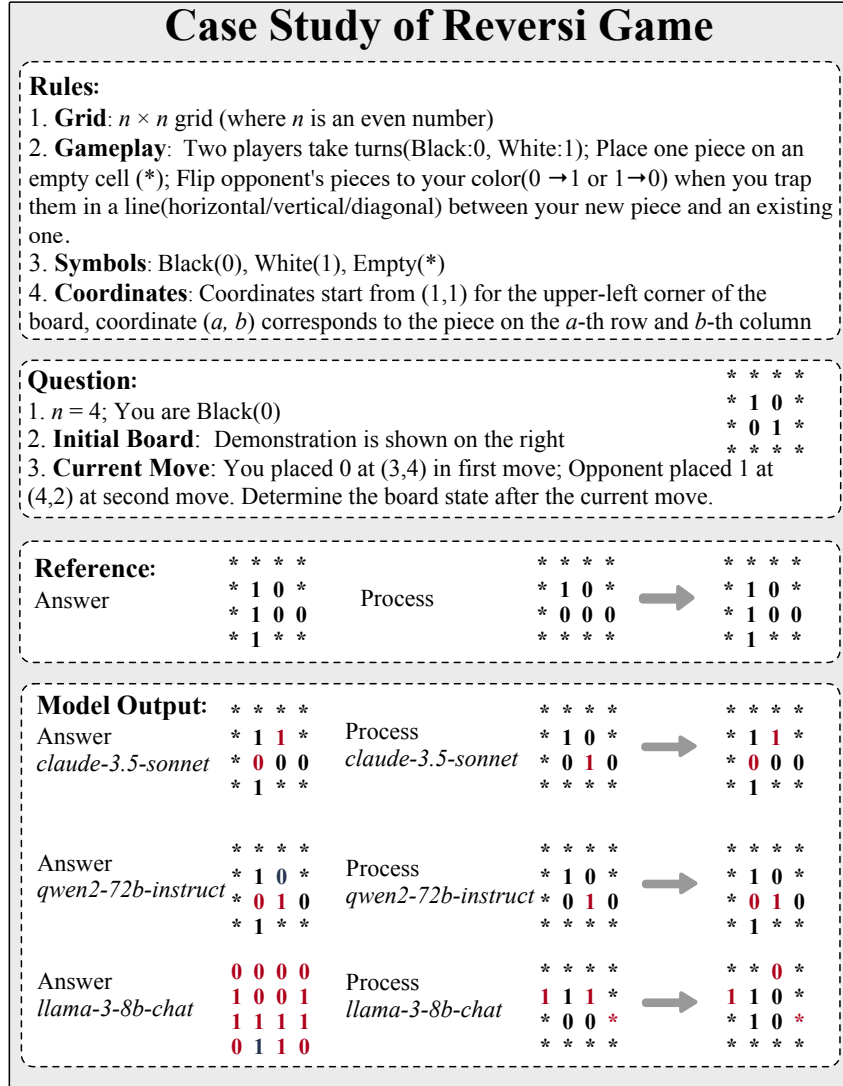 Case Study of Reversi Game
Rules:
1. Grid: n × n grid (where n is an even number)
2. Gameplay: Two players take turns(Black:0, White:1); Place one piece on an
empty cell (*); Flip opponent's pieces to your color(0 →1 or 1→0) when you trap
them in a line(horizontal/vertical/diagonal) between your new piece and an existing
one.
3. Symbols: Black(0), White(1), Empty(*)
4. Coordinates: Coordinates start from (1,1) for the upper-left corner of the
board, coordinate (a, b) corresponds to the piece on the a-th row and b-th column
Question:
1. n = 4; You are Black(0)
2. Initial Board: Demonstration is shown on the right
3. Current Move: You placed 0 at (3,4) in first move; Opponent placed 1 at
(4,2) at second move. Determine the board state after the current move.
* * * *
* 1 0 *
* 0 1 *
* * * *
Reference:
Answer
* * * *
* 1 0 *
* 1 0 0
* 1 * *
Process
* * * *
* 1 0 *
* 0 0 0
* * * *
* * * *
* 1 0 *
* 1 0 0
* 1 * *
Model Output:
Answer
claude-3.5-sonnet
* * * *
* 1 1 *
* 0 0 0
* 1 * *
Process
claude-3.5-sonnet
* * * *
* 1 0 *
* 0 1 0
* * * *
* * * *
* 1 1 *
* 0 0 0
* 1 * *
Answer
qwen2-72b-instruct
* * * *
* 1 0 *
* 0 1 0
* 1 * *
Process
qwen2-72b-instruct
* * * *
* 1 0 *
* 0 1 0
* * * *
* * * *
* 1 0 *
* 0 1 0
* 1 * *
Answer
llama-3-8b-chat
0 0 0 0
1 0 0 1
1 1 1 1
0 1 1 0
Process
llama-3-8b-chat
* * * *
1 1 1 *
* 0 0 *
* * * *
* * 0 *
1 1 0 *
* 1 0 *
* * * *